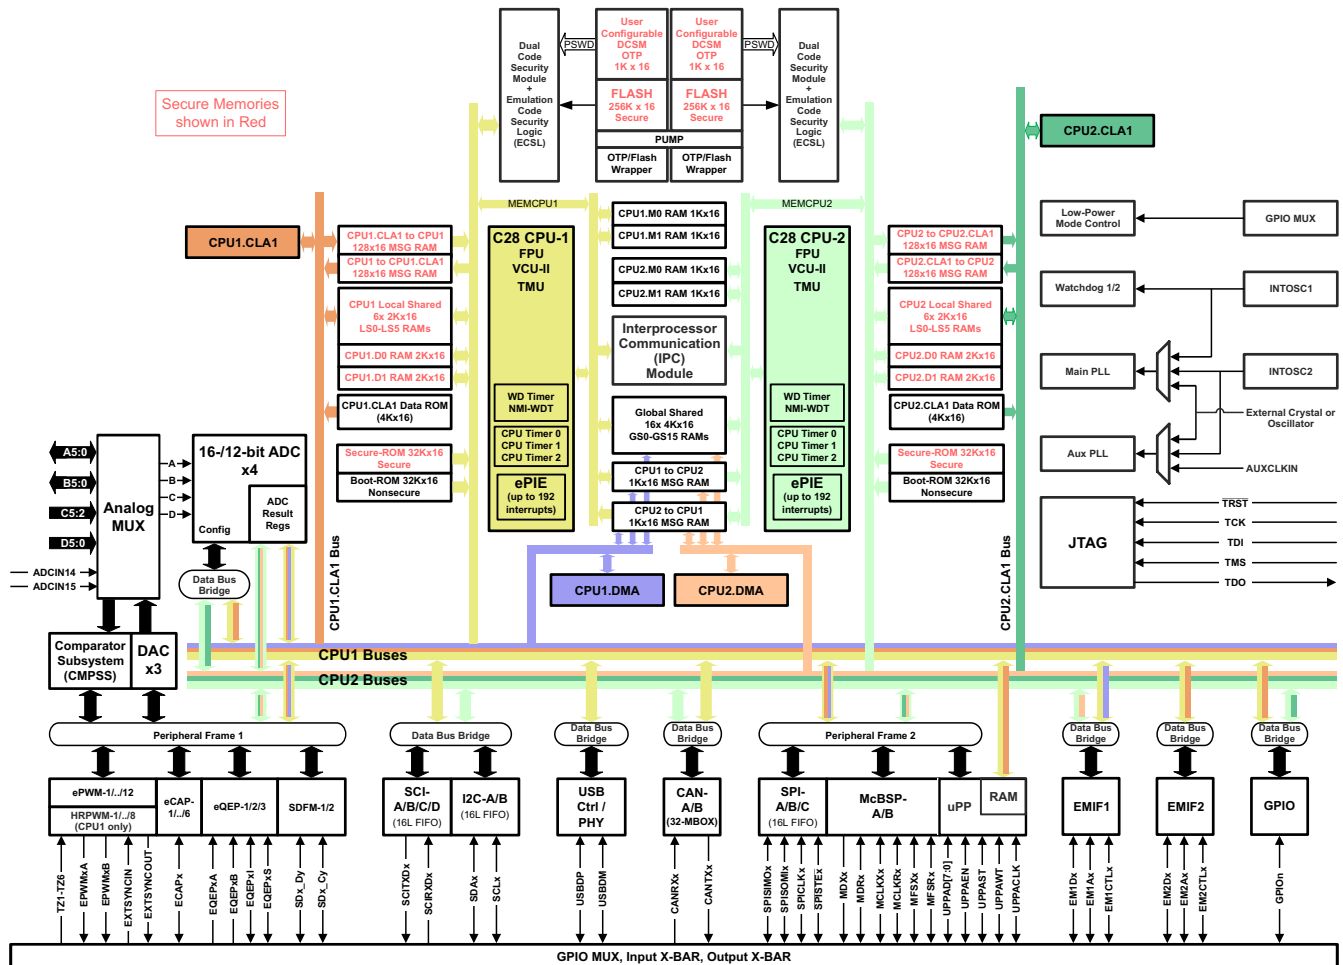 Secure Memories
shown in Red
Dual
Code
Security
Module
+
Emulation
Code
Security
Logic
(ECSL)
PSWD
User
Configurable
DCSM
OTP
1K x 16
User
Configurable
DCSM
OTP
1K x 16
PSWD
FLASH
256K x 16
Secure
FLASH
256K x 16
Secure
PUMP
OTP/Flash
Wrapper
OTP/Flash
Wrapper
Dual
Code
Security
Module
+
Emulation
Code
Security
Logic
(ECSL)
CPU2.CLA1
MEMCPU1
MEMCPU2
CPU1.CLA1
CPU1.CLA1 to CPU1
128x16 MSG RAM
CPU1 to CPU1.CLA1
128x16 MSG RAM
CPU1 Local Shared
6x 2Kx16
LS0-LS5 RAMs
CPU1.D0 RAM 2Kx16
CPU1.D1 RAM 2Kx16
CPU1.CLA1 Data ROM
(4Kx16)
Secure-ROM 32Kx16
Secure
Boot-ROM 32Kx16
Nonsecure
C28 CPU-1
FPU
VCU-II
TMU
WD Timer
NMI-WDT
CPU Timer 0
CPU Timer 1
CPU Timer 2
ePIE
(up to 192
interrupts)
CPU1.M0 RAM 1Kx16
CPU1.M1 RAM 1Kx16
CPU2.M0 RAM 1Kx16
CPU2.M1 RAM 1Kx16
Interprocessor
Communication
(IPC)
Module
Global Shared
16x 4Kx16
GS0-GS15 RAMs
CPU1 to CPU2
1Kx16 MSG RAM
CPU2 to CPU1
1Kx16 MSG RAM
C28 CPU-2
FPU
VCU-II
TMU
WD Timer
NMI-WDT
CPU Timer 0
CPU Timer 1
CPU Timer 2
ePIE
(up to 192
interrupts)
CPU2 to CPU2.CLA1
128x16 MSG RAM
CPU2.CLA1 to CPU2
128x16 MSG RAM
CPU2 Local Shared
6x 2Kx16
LS0-LS5 RAMs
CPU2.D0 RAM 2Kx16
CPU2.D1 RAM 2Kx16
CPU2.CLA1 Data ROM
(4Kx16)
Secure-ROM 32Kx16
Secure
Boot-ROM 32Kx16
Nonsecure
Low-Power
Mode Control
GPIO MUX
Watchdog 1/2
INTOSC1
Main PLL
INTOSC2
External Crystal or
Oscillator
Aux PLL
AUXCLKIN
JTAG
TRST
TCK
TDI
TMS
TDO
A5:0
B5:0
C5:2
D5:0
ADCIN14
ADCIN15
Analog
MUX
A
B
C
D
16-/12-bit ADC
x4
ADC
Result
Regs
Config
Data Bus
Bridge
CPU1.CLA1 Bus
CPU2.CLA1 Bus
CPU1.DMA
CPU2.DMA
Comparator
Subsystem
(CMPSS)
DAC
x3
CPU1 Buses
CPU2 Buses
Peripheral Frame 1
Data Bus Bridge
Data Bus
Bridge
Data Bus
Bridge
Peripheral Frame 2
Data Bus
Bridge
Data Bus
Bridge
Data Bus
Bridge
ePWM-1/../12
HRPWM-1/../8
(CPU1 only)
eCAP-
1/../6
eQEP-1/2/3
SDFM-1/2
SCI-
A/B/C/D
(16L FIFO)
I2C-A/B
(16L FIFO)
USB
Ctrl /
PHY
CAN-
A/B
(32-MBOX)
SPI-
A/B/C
(16L FIFO)
McBSP-
A/B
uPP
RAM
EMIF1
EMIF2
GPIO
TZ1-TZ6
EPWMxA
EPWMxB
EXTSYNCIN
EXTSYNCOUT
ECAPx
EQEPxA
EQEPxB
EQEPxI
EQEPxS
SDx_Dy
SDx_Cy
SCITXDx
SCIRXDx
SDAx
SCLx
USBDP
USBDM
CANRXx
CANTXx
SPISIMOx
SPISOMIx
SPICLKx
SPISTEx
MDXx
MDRx
MCLKXx
MCLKRx
MFSXx
MFSRx
UPPAD[7:0]
UPPAEN
UPPAST
UPPAWT
UPPACLK
EM1Dx
EM1Ax
EM1CTLx
EM2Dx
EM2Ax
EM2CTLx
GPIOn
GPIO MUX, Input X-BAR, Output X-BAR